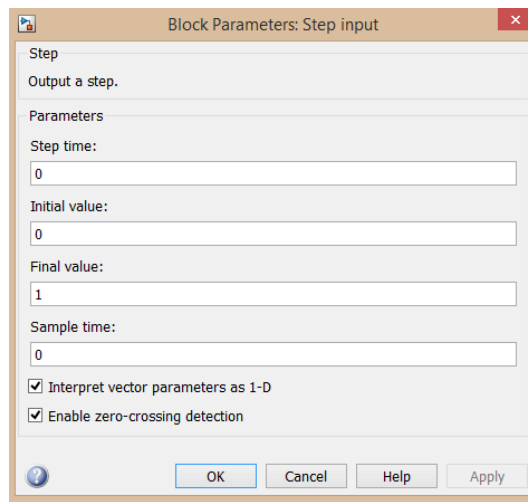 Block Parameters: Step input
Step
Output a step.
Parameters
Step time:
0
Initial value:
0
Final value:
1
Sample time:
0
Interpret vector parameters as 1-D
Enable zero-crossing detection
OK Cancel Help Apply